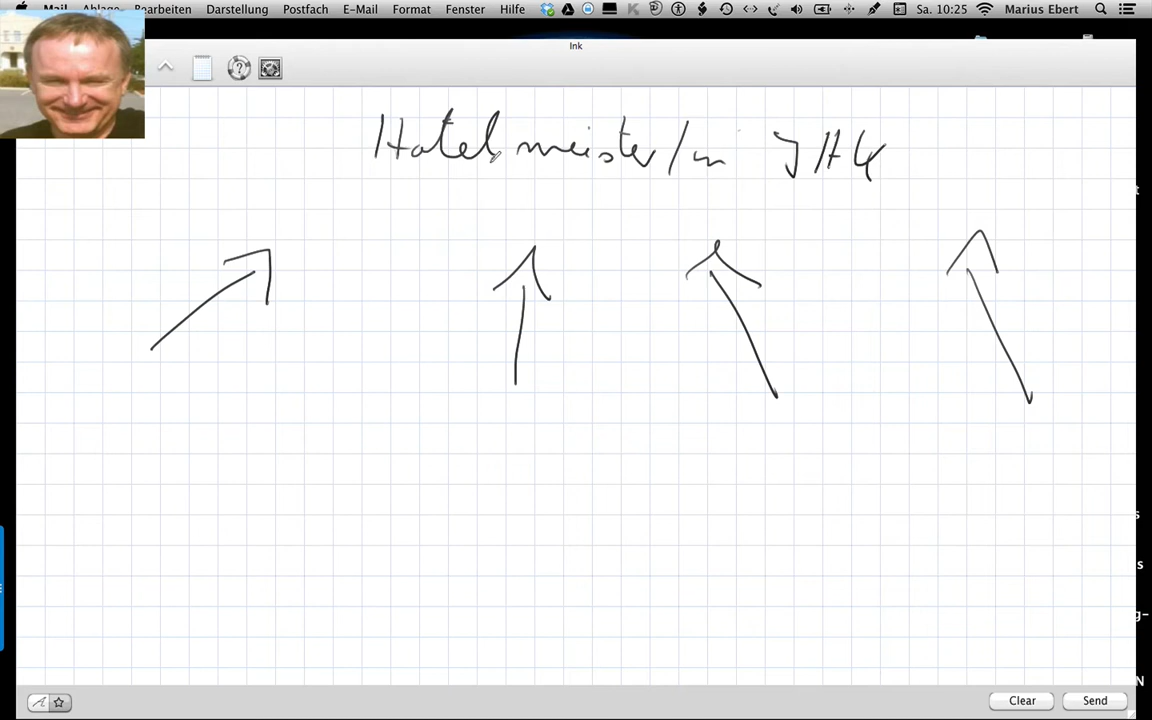 Mail Ablage Bearbeiten Darstellung Postfach E-Mail Format Fenster Hilfe Sa. 10:25 Marius Ebert
Ink
Hotelmeister/in IHK
Clear Send